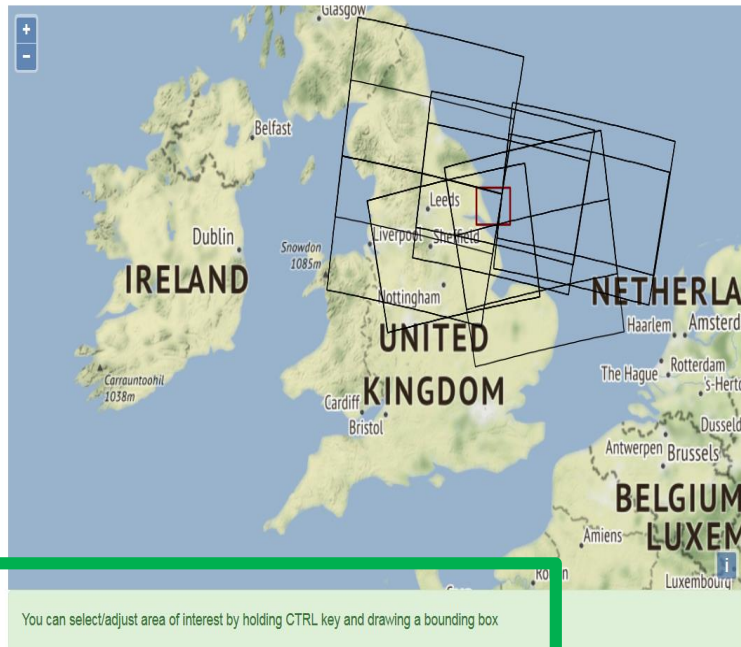 Glasgow
+
-
Belfast
Leeds
Dublin
Liverpool Sheffield
Snowdon
1085m
IRELAND
Nottingham
NETHERLA
UNITED
Haarlem Amsterd
KINGDOM
The Hague Rotterdam
's-Herto
Carrauntoohil
1038m
Cardiff
Bristol
Dusseld
Antwerpen Brussels
BELGIUM
Amiens
LUXEM
i
Luxembourg
You can select/adjust area of interest by holding CTRL key and drawing a bounding box